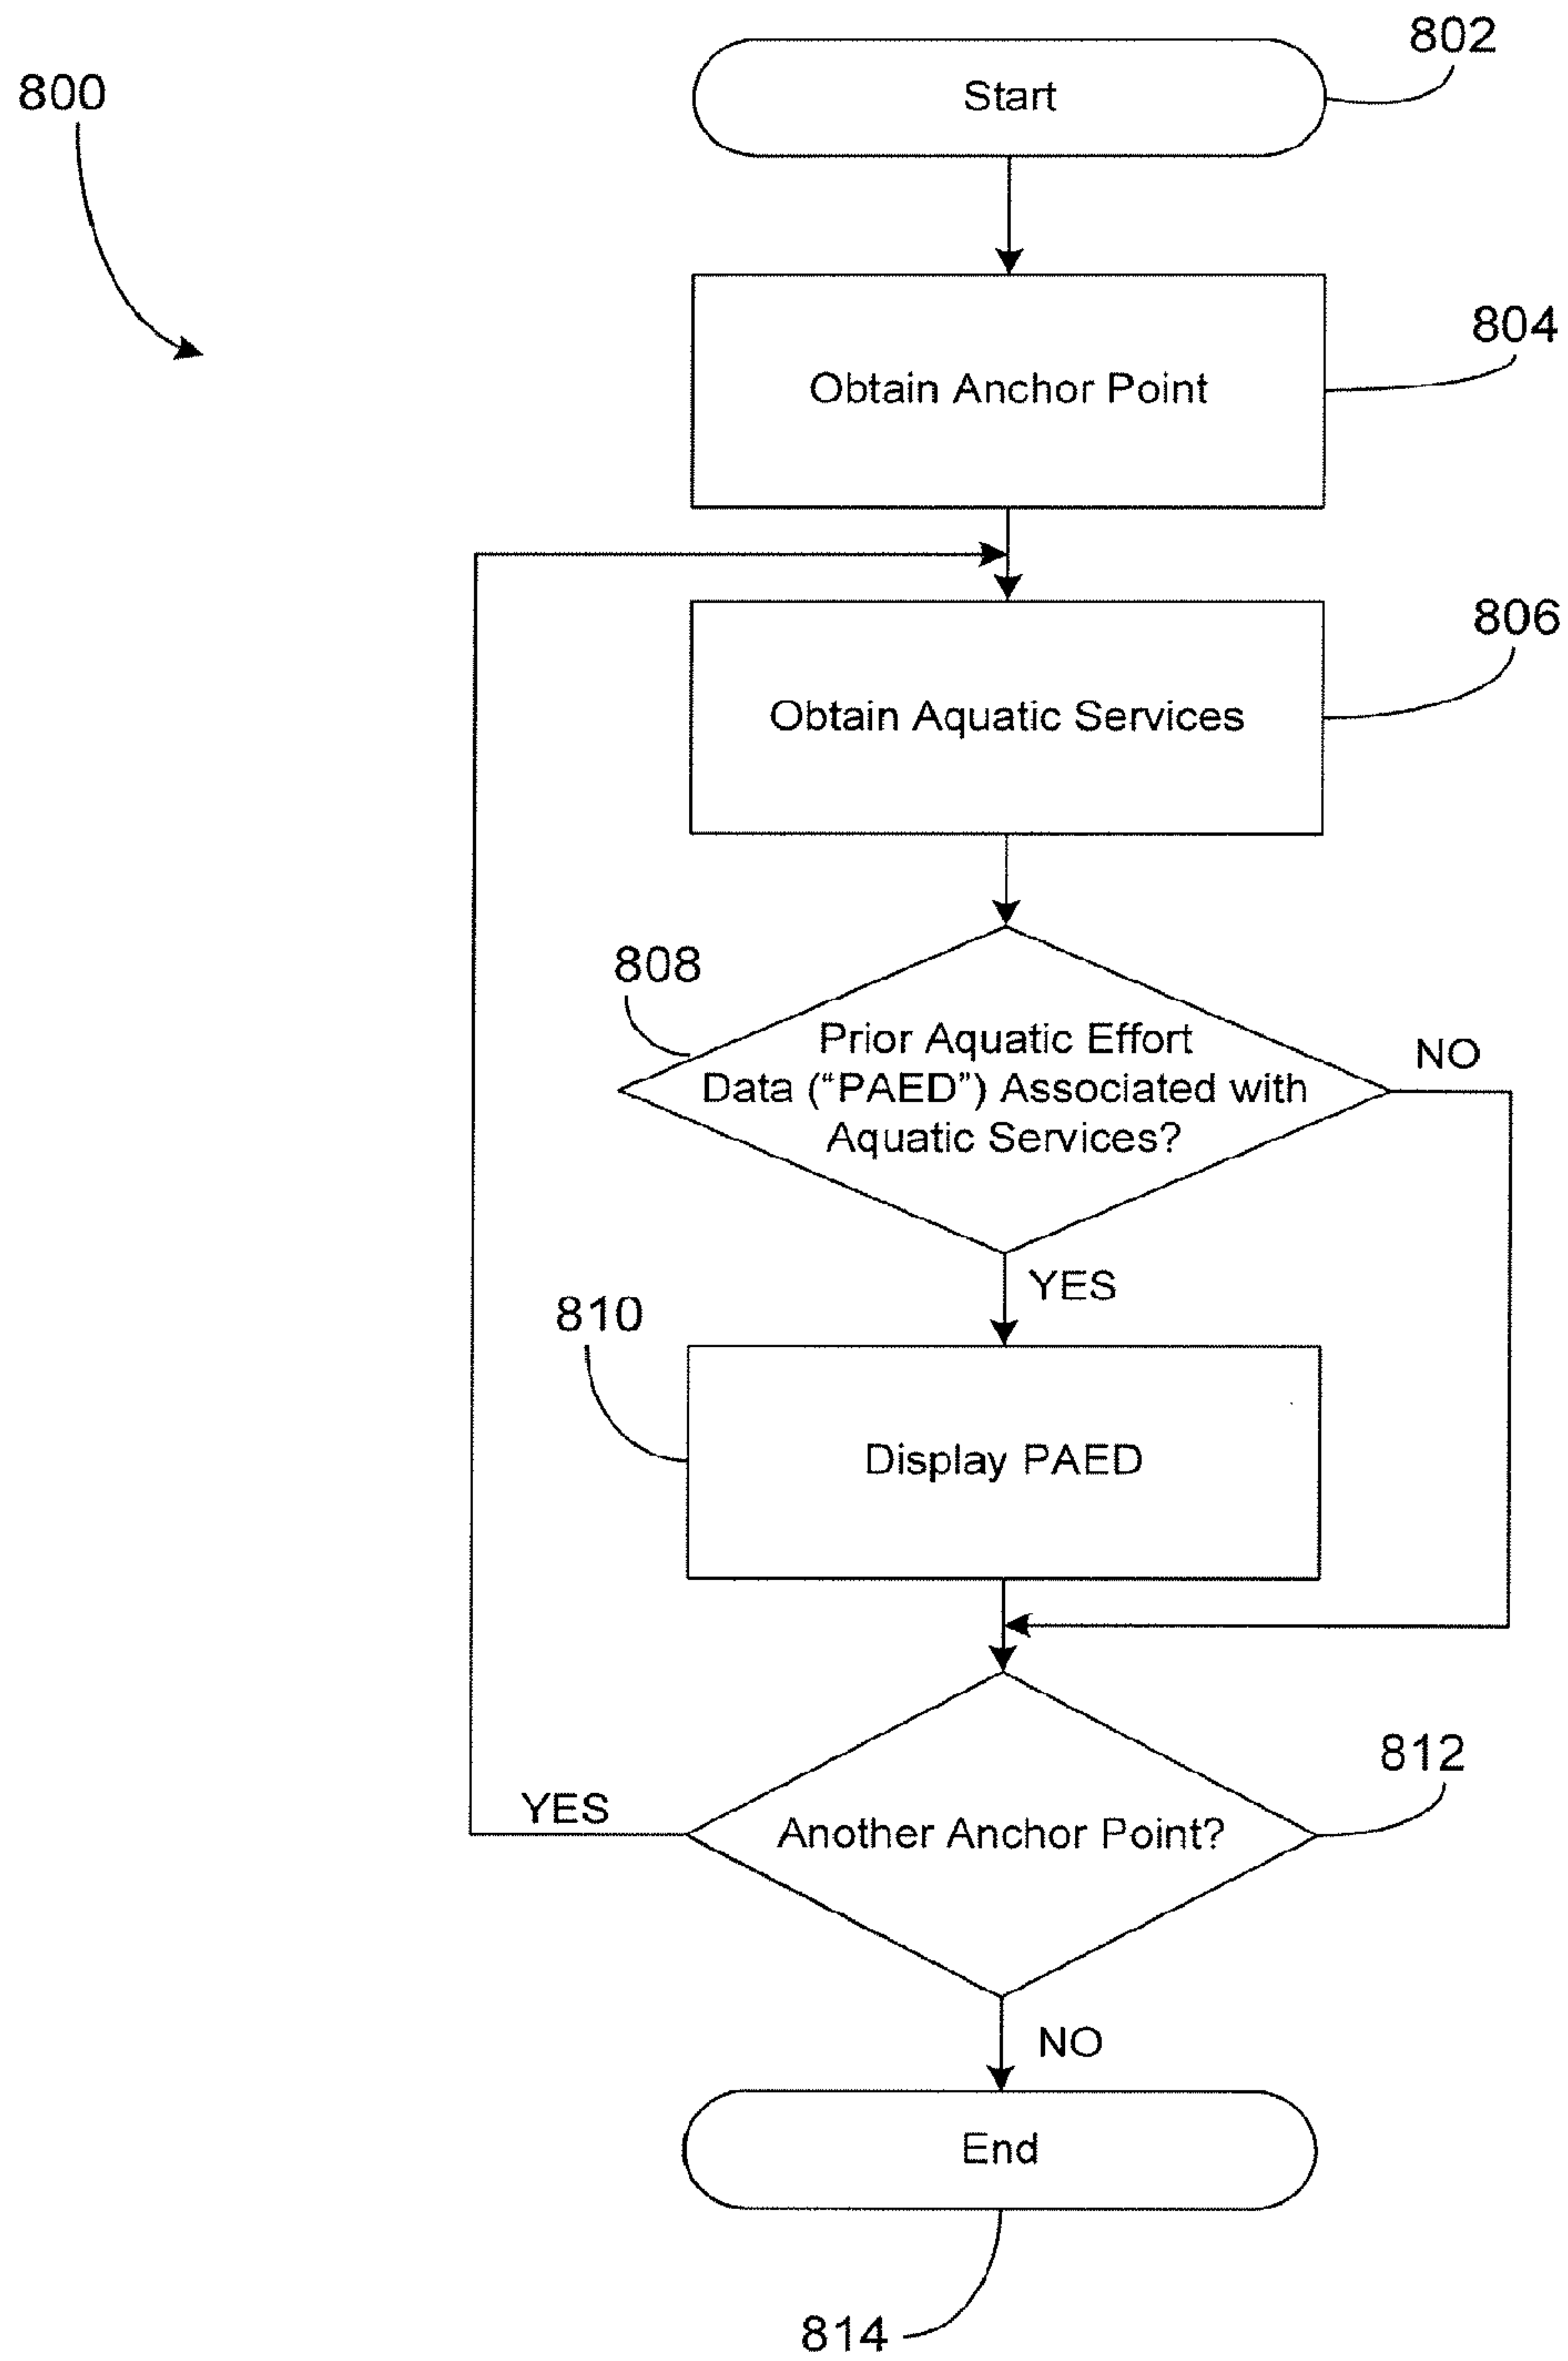 802
800
Start
804
Obtain Anchor Point
806
Obtain Aquatic Services
808
Prior Aquatic Effort
Data (“PAED”) Associated with
Aquatic Services?
NO
YES
810
Display PAED
812
YES
Another Anchor Point?
NO
End
814